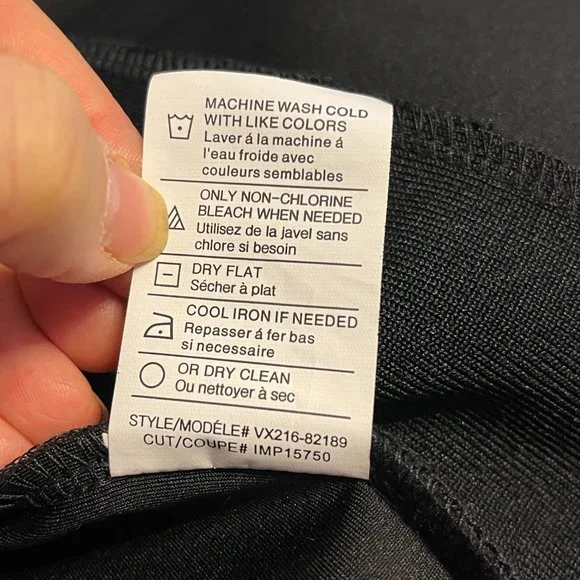 MACHINE WASH COLD
WITH LIKE COLORS
Laver á la machine á
l'eau froide avec
couleurs semblables
ONLY NON-CHLORINE
BLEACH WHEN NEEDED
Utilisez de la javel sans
chlore si besoin
DRY FLAT
Sécher à plat
COOL IRON IF NEEDED
Repasser á fer bas
si necessaire
OR DRY CLEAN
Ou nettoyer à sec
STYLE/MODÉLE# VX216-82189
CUT/COUPE# IMP15750